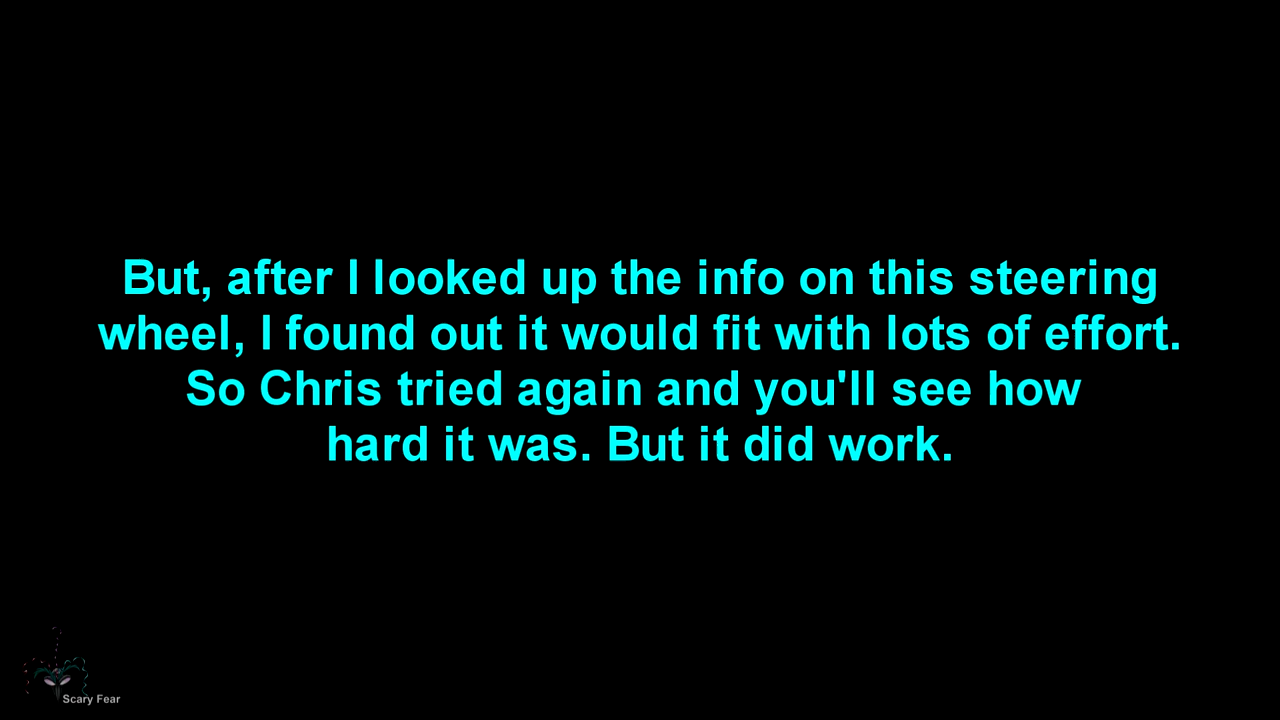 But, after I looked up the info on this steering
wheel, I found out it would fit with lots of effort.
So Chris tried again and you'll see how
hard it was. But it did work.
Scary Fear